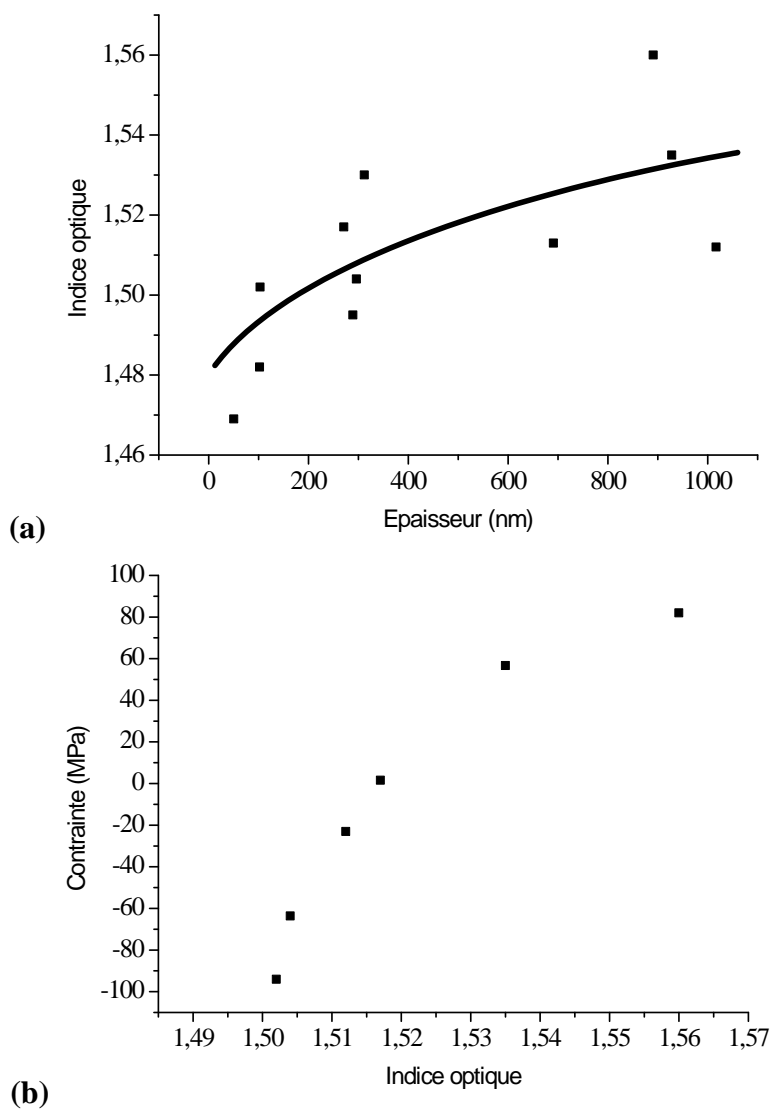 1,56
1,54
1,52
1,50
1,48
1,46
Indice optique
0 200 400 600 800 1000
Epaisseur (nm)
(a)
100
80
60
40
20
0
-20
-40
-60
-80
-100
Contrainte (MPa)
1,49 1,50 1,51 1,52 1,53 1,54 1,55 1,56 1,57
Indice optique
(b)